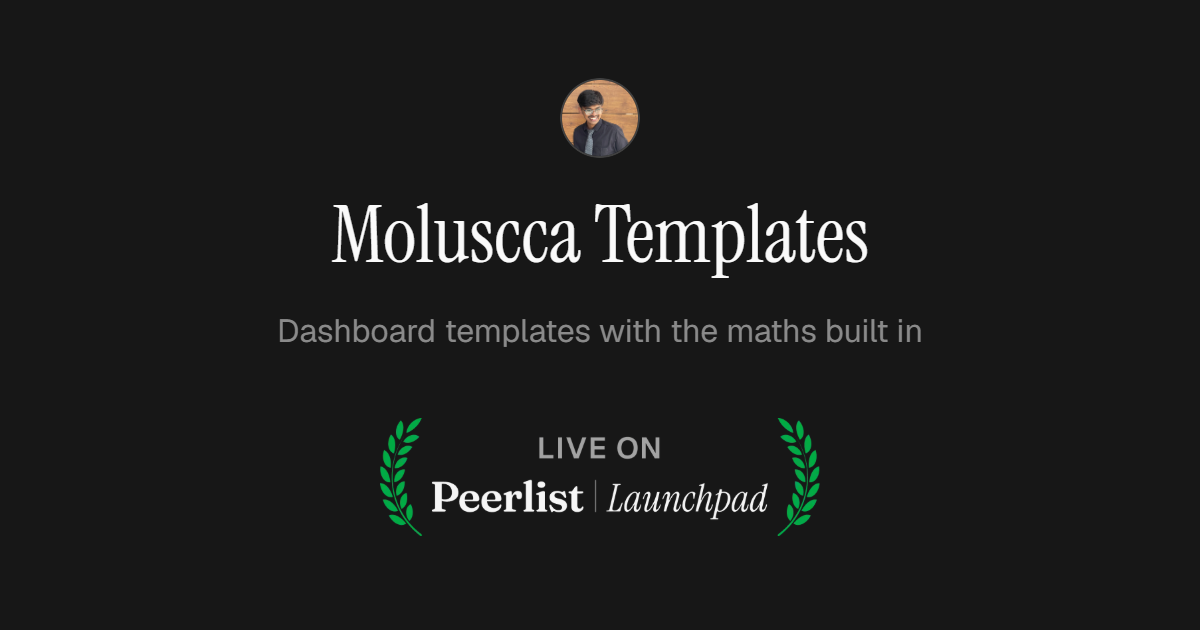 Moluscca Templates
Dashboard templates with the maths built in
LIVE ON
Peerlist | Launchpad